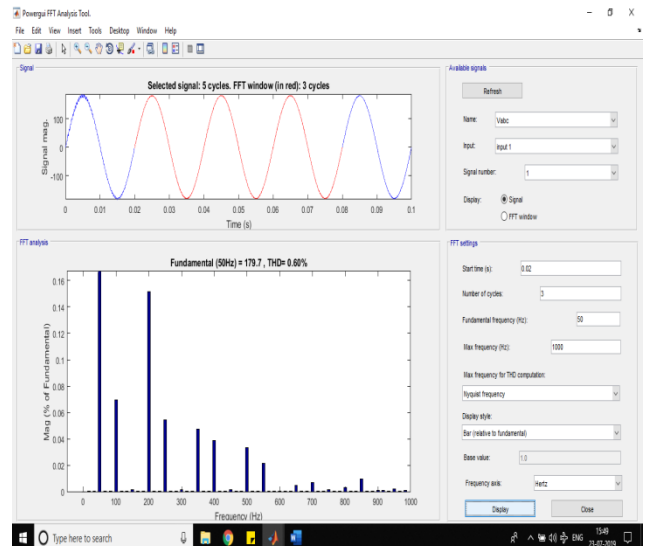 Powergui FFT Analysis Tool.
File Edit View Insert Tools Desktop Window Help
Signal
Selected signal: 5 cycles. FFT window (in red): 3 cycles
Signal mag.
100
0
-100
0 0.01 0.02 0.03 0.04 0.05 0.06 0.07 0.08 0.09 0.1
Time (s)
FFT analysis
Fundamental (50Hz) = 179.7 , THD= 0.60%
Mag (% of Fundamental)
0.16
0.14
0.12
0.1
0.08
0.06
0.04
0.02
0
0 100 200 300 400 500 600 700 800 900 1000
Frequency (Hz)
Available signals
Refresh
Name: Vabc
Input: input 1
Signal number: 1
Display: Signal
FFT window
FFT settings
Start time (s): 0.02
Number of cycles: 3
Fundamental frequency (Hz): 50
Max frequency (Hz): 1000
Max frequency for THD computation:
Nyquist frequency
Display style:
Bar (relative to fundamental)
Base value: 1.0
Frequency axis: Hertz
Display Close
Type here to search
ENG
15:49
23-07-2019